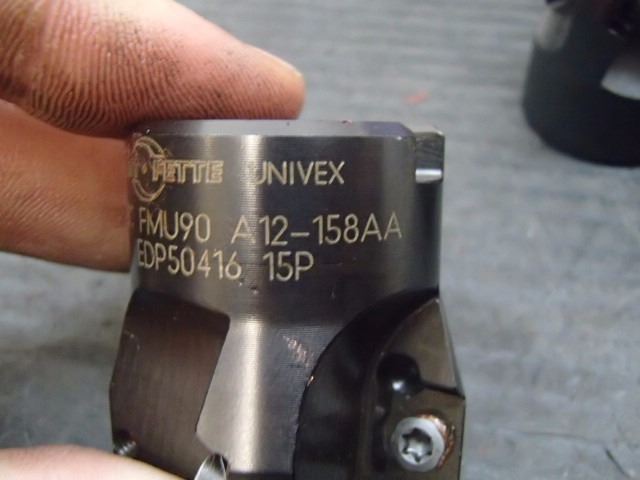 FETTE UNIVEX
FMU90 A12-158AA
EDP50416 15P